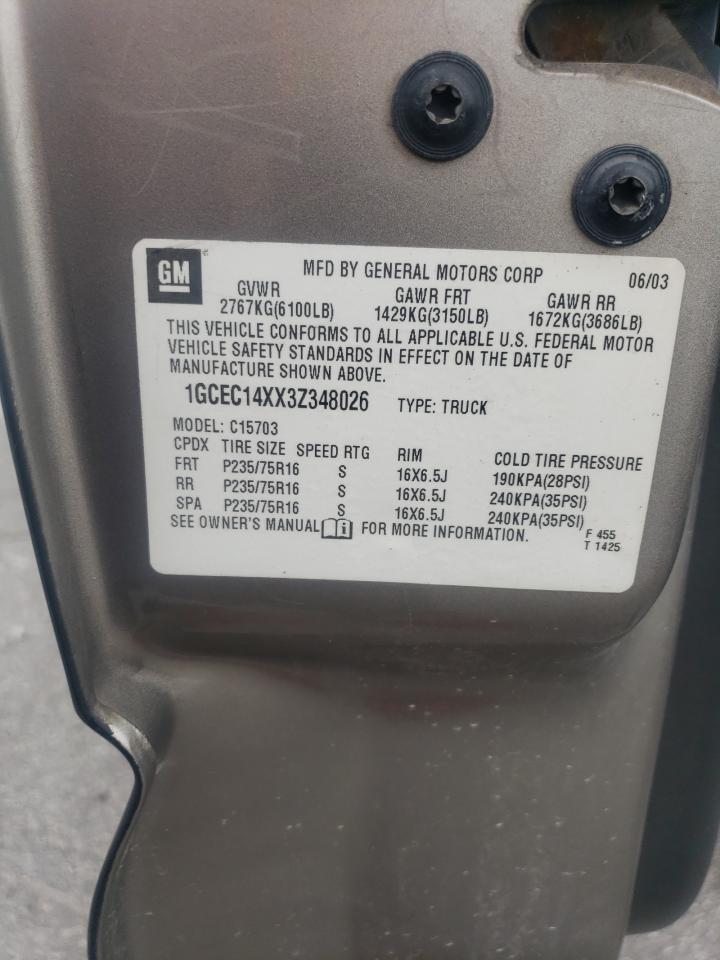 GM MFD BY GENERAL MOTORS CORP 06/03
GVWR GAWR FRT GAWR RR
2767KG(6100LB) 1429KG(3150LB) 1672KG(3686LB)
THIS VEHICLE CONFORMS TO ALL APPLICABLE U.S. FEDERAL MOTOR
VEHICLE SAFETY STANDARDS IN EFFECT ON THE DATE OF
MANUFACTURE SHOWN ABOVE.
1GCEC14XX3Z348026 TYPE: TRUCK
MODEL: C15703
CPDX TIRE SIZE SPEED RTG RIM COLD TIRE PRESSURE
FRT P235/75R16 S 16X6.5J 190KPA(28PSI)
RR P235/75R16 S 16X6.5J 240KPA(35PSI)
SPA P235/75R16 S 16X6.5J 240KPA(35PSI)
SEE OWNER'S MANUAL FOR MORE INFORMATION. F 455
T 1425